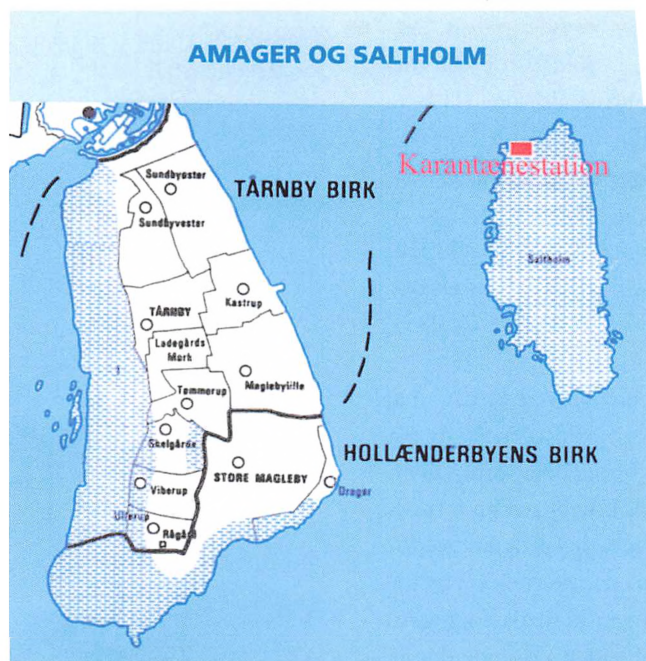 AMAGER OG SALTHOLM
Karantænestation
Sundbyøster
TÅRNBY BIRK
Sundbyvester
Saltholm
Kastrup
TÅRNBY
Ladegårds
Mark
Maglebylille
Tømmerup
Skelgårde
HOLLÆNDERBYENS BIRK
STORE MAGLEBY
Viberup
Dragør
Ullerup